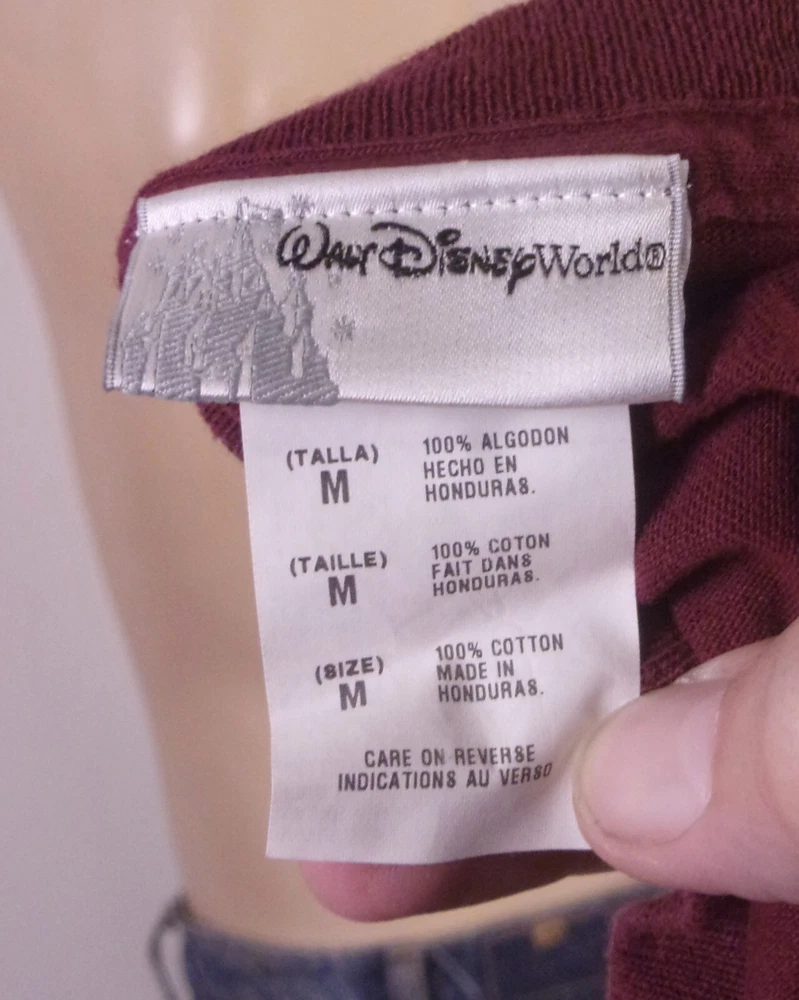 Walt Disney World®
(TALLA)
M
100% ALGODON
HECHO EN
HONDURAS.
(TAILLE)
M
100% COTON
FAIT DANS
HONDURAS.
(SIZE)
M
100% COTTON
MADE IN
HONDURAS.
CARE ON REVERSE
INDICATIONS AU VERSO